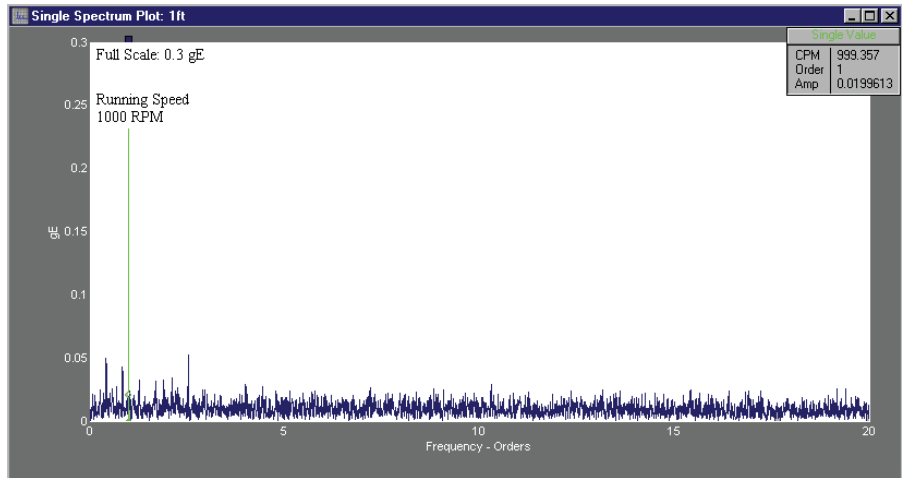 Single Spectrum Plot: 1ft
Single Value
CPM 999.357
Order 1
Amp 0.0199613
Full Scale: 0.3 gE
Running Speed
1000 RPM
0.3
0.25
0.2
0.15
0.1
0.05
0
gE
0 5 10 15 20
Frequency - Orders